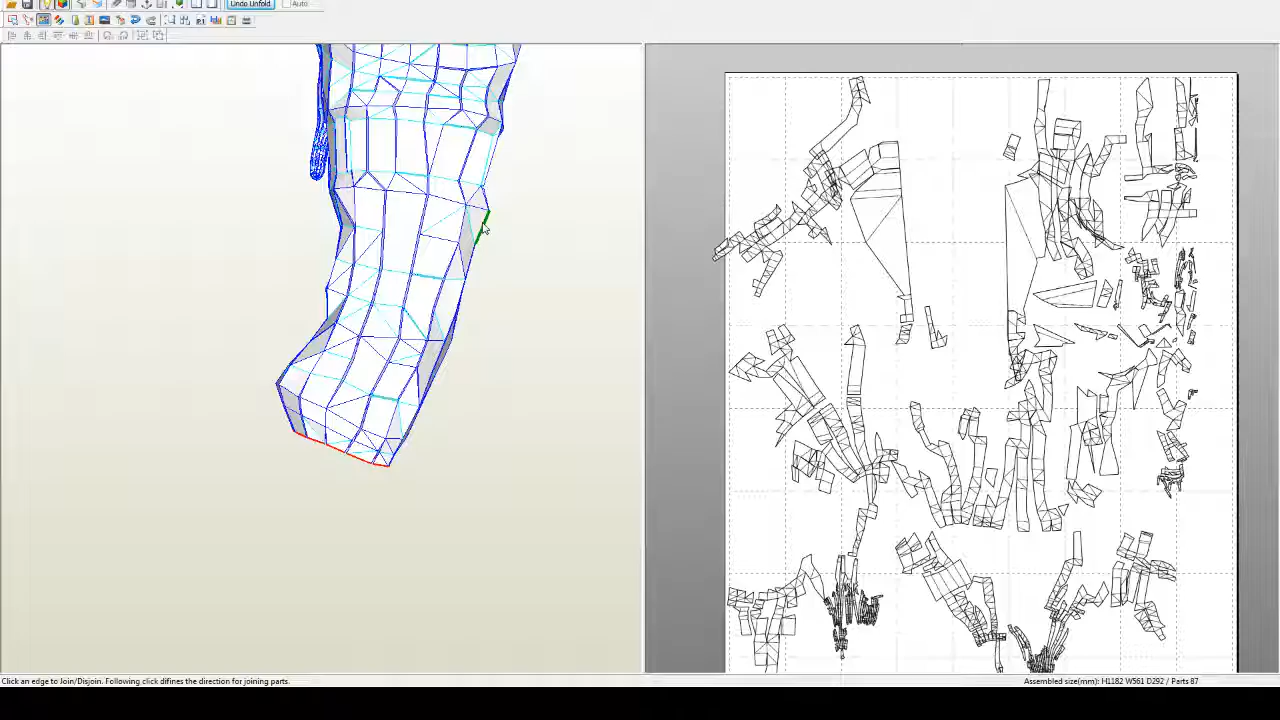 Undo Unfold
Auto
Click an edge to Join/Disjoin. Following click difines the direction for joining parts.
Assembled size(mm): H1182 W561 D292 / Parts 87